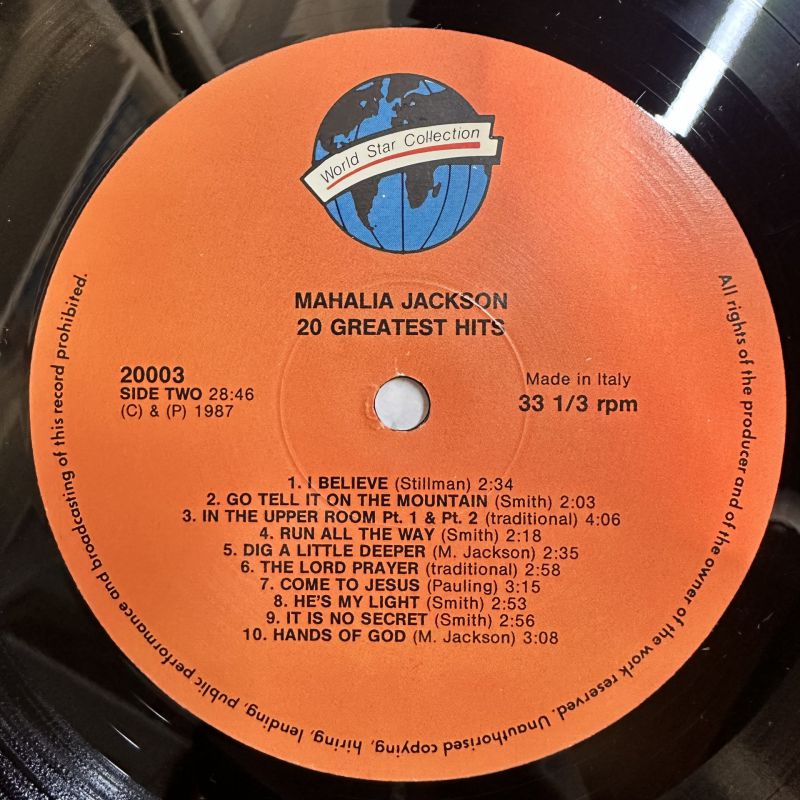 World Star Collection
MAHALIA JACKSON
20 GREATEST HITS
20003
SIDE TWO 28:46
(C) & (P) 1987
Made in Italy
33 1/3 rpm
1. I BELIEVE (Stillman) 2:34
2. GO TELL IT ON THE MOUNTAIN (Smith) 2:03
3. IN THE UPPER ROOM Pt. 1 & Pt. 2 (traditional) 4:06
4. RUN ALL THE WAY (Smith) 2:18
5. DIG A LITTLE DEEPER (M. Jackson) 2:35
6. THE LORD PRAYER (traditional) 2:58
7. COME TO JESUS (Pauling) 3:15
8. HE'S MY LIGHT (Smith) 2:53
9. IT IS NO SECRET (Smith) 2:56
10. HANDS OF GOD (M. Jackson) 3:08
All rights of the producer and of the owner of the work reserved. Unauthorised copying, hiring, lending, public performance and broadcasting of this record prohibited.